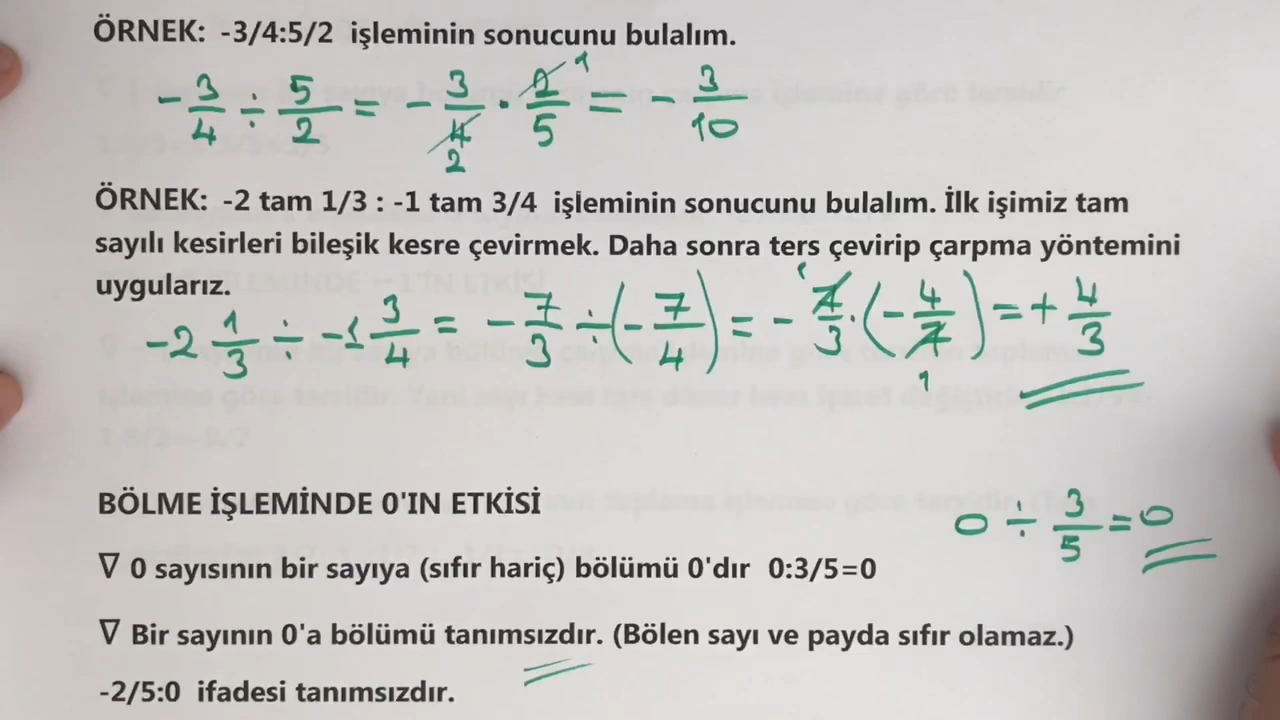 ÖRNEK: -3/4:5/2 işleminin sonucunu bulalım.
- 3/4 ÷ 5/2 = - 3/4 2 · 2/5 1 = - 3/10
ÖRNEK: -2 tam 1/3 : -1 tam 3/4 işleminin sonucunu bulalım. İlk işimiz tam
sayılı kesirleri bileşik kesre çevirmek. Daha sonra ters çevirip çarpma yöntemini
uygularız.
-2 1/3 ÷ -1 3/4 = - 7/3 ÷ (- 7/4) = - 1 7/3 · (- 4/7 1) = + 4/3
BÖLME İŞLEMİNDE 0'IN ETKİSİ
0 ÷ 3/5 = 0
∇ 0 sayısının bir sayıya (sıfır hariç) bölümü 0'dır 0:3/5=0
∇ Bir sayının 0'a bölümü tanımsızdır. (Bölen sayı ve payda sıfır olamaz.)
-2/5:0 ifadesi tanımsızdır.